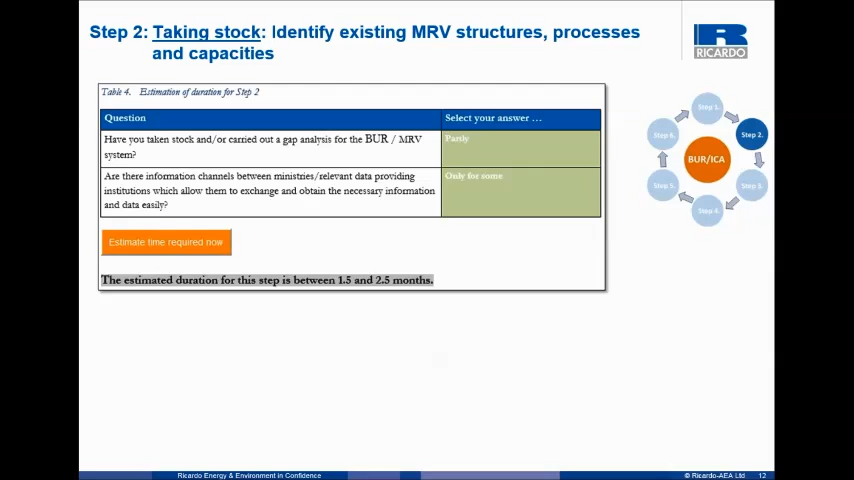 Step 2: Taking stock: Identify existing MRV structures, processes
and capacities
RICARDO
Table 4. Estimation of duration for Step 2
Question
Select your answer ...
Have you taken stock and/or carried out a gap analysis for the BUR / MRV
system?
Partly
Are there information channels between ministries/relevant data providing
institutions which allow them to exchange and obtain the necessary information
and data easily?
Only for some
Estimate time required now
The estimated duration for this step is between 1.5 and 2.5 months.
Step 1.
Step 2.
Step 3.
Step 4.
Step 5.
Step 6.
BUR/ICA
Ricardo Energy & Environment in Confidence
© Ricardo-AEA Ltd
12